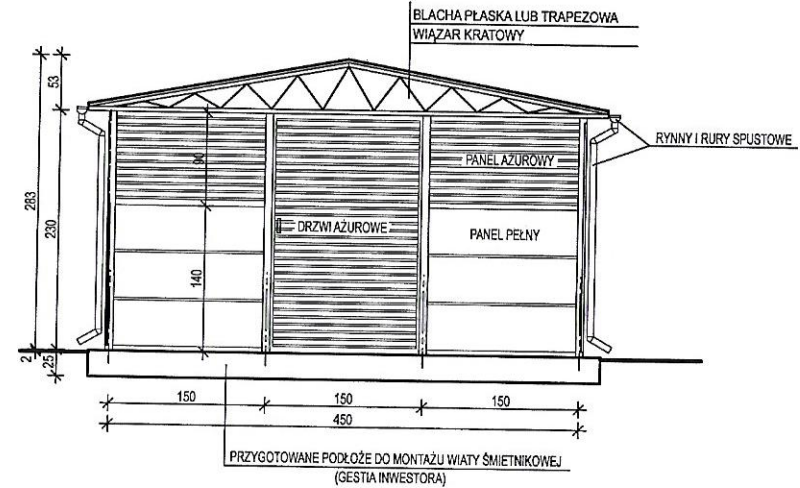 BLACHA PŁASKA LUB TRAPEZOWA
WIĄZAR KRATOWY
53
RYNNY I RURY SPUSTOWE
90
PANEL AŻUROWY
283
230
DRZWI AŻUROWE
PANEL PEŁNY
140
2
25
150
150
150
450
PRZYGOTOWANE PODŁOŻE DO MONTAŻU WIATY ŚMIETNIKOWEJ
(GESTIA INWESTORA)